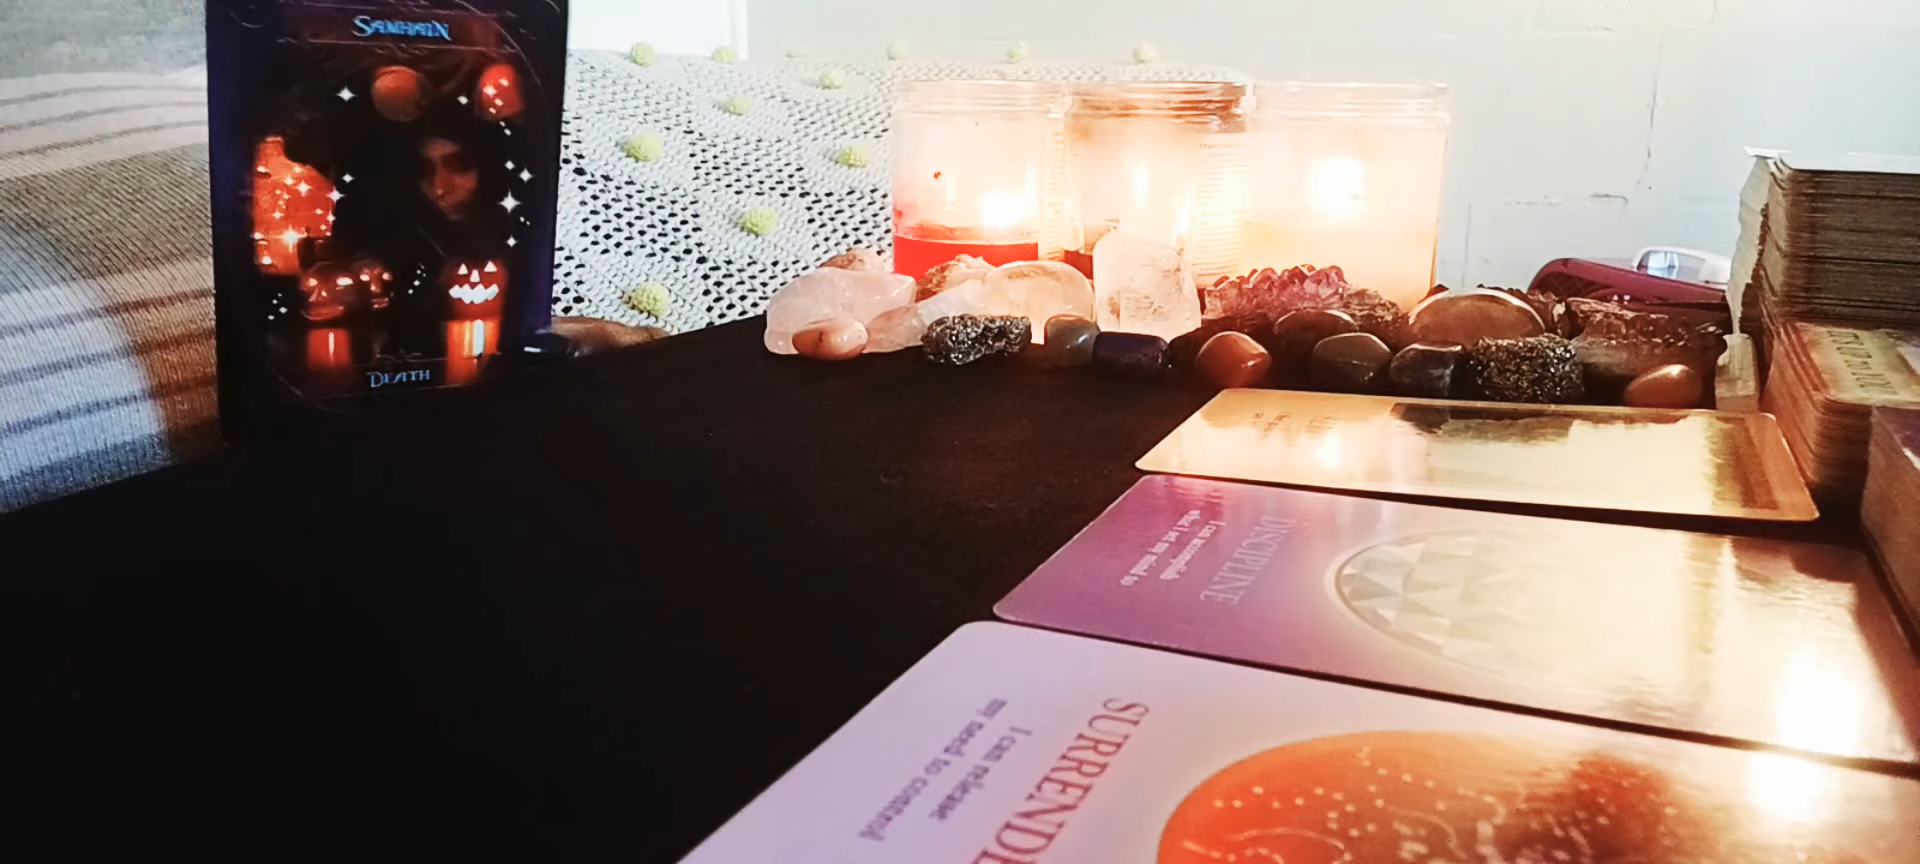 SAMHAIN
DEATH
DISCIPLINE
I can accomplish
what I set my mind to
SURRENDE
I can release
my need to control